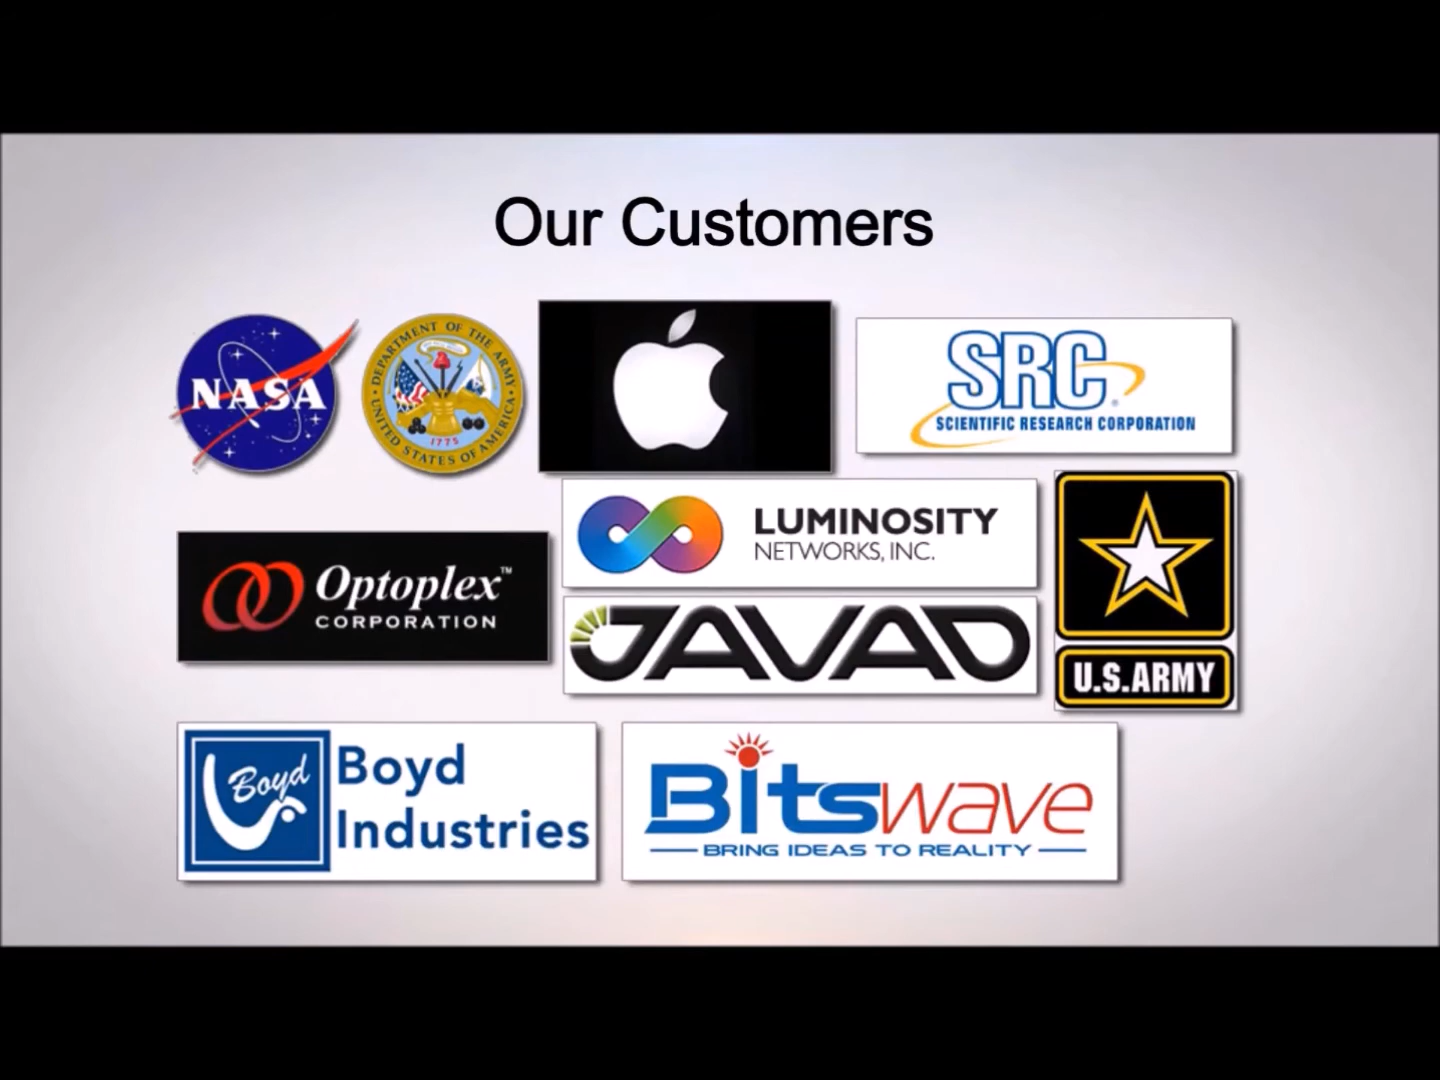 Our Customers
NASA
DEPARTMENT OF THE ARMY
UNITED STATES OF AMERICA
1775
SRC
SCIENTIFIC RESEARCH CORPORATION
Optoplex™
CORPORATION
LUMINOSITY
NETWORKS, INC.
JAVAD
U.S.ARMY
Boyd
Boyd
Industries
Bitswave
BRING IDEAS TO REALITY